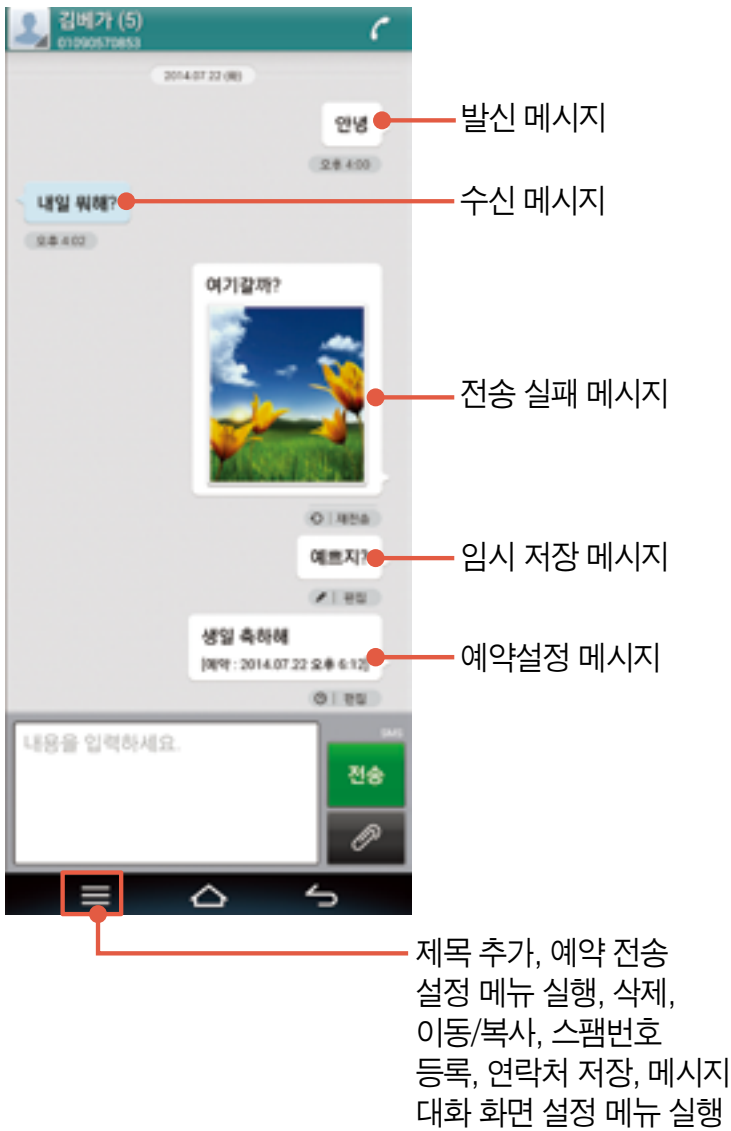 김베가 (5)
01090570853
2014.07.22 (화)
안녕
발신 메시지
오후 4:00
내일 뭐해?
수신 메시지
오후 4:02
여기갈까?
전송 실패 메시지
재전송
예쁘지?
임시 저장 메시지
편집
생일 축하해
[예약 : 2014.07.22 오후 6:12]
예약설정 메시지
편집
내용을 입력하세요.
SMS
전송
제목 추가, 예약 전송
설정 메뉴 실행, 삭제,
이동/복사, 스팸번호
등록, 연락처 저장, 메시지
대화 화면 설정 메뉴 실행